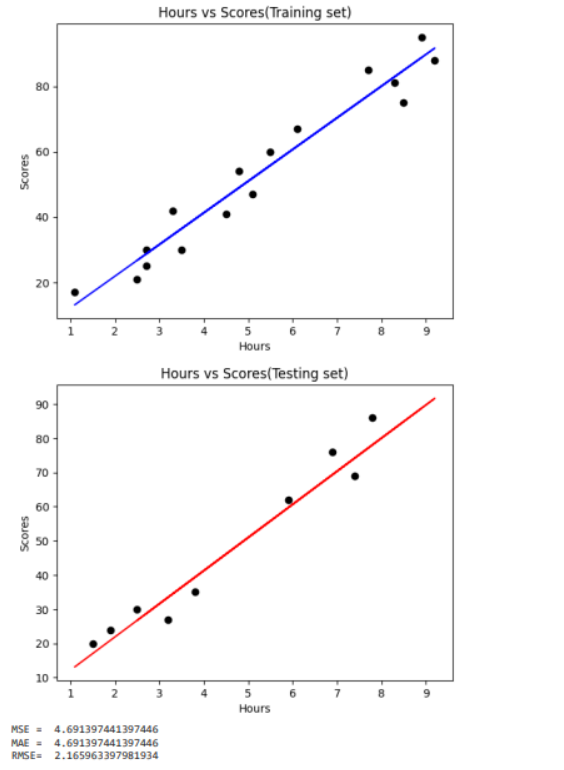 Hours vs Scores(Training set)
80
60
40
20
Scores
1 2 3 4 5 6 7 8 9
Hours
Hours vs Scores(Testing set)
90
80
70
60
50
40
30
20
10
Scores
1 2 3 4 5 6 7 8 9
Hours
MSE = 4.691397441397446
MAE = 4.691397441397446
RMSE= 2.165963397981934